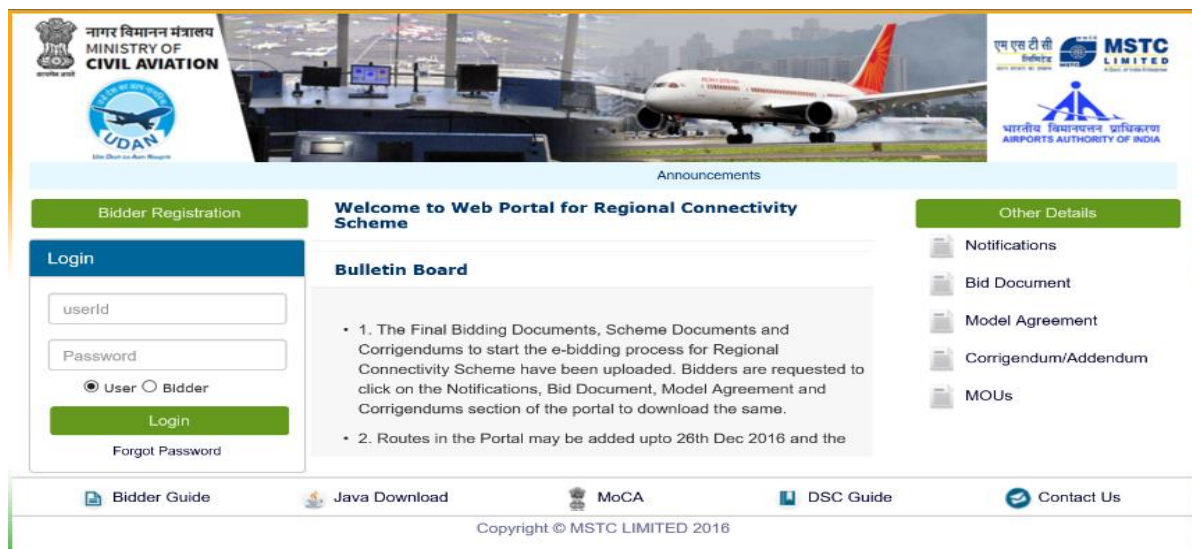 नागर विमानन मंत्रालय
MINISTRY OF
CIVIL AVIATION
सत्यमेव जयते
UDAN
एम एस टी सी
लिमिटेड
MSTC
MSTC
LIMITED
भारतीय विमानपत्तन प्राधिकरण
AIRPORTS AUTHORITY OF INDIA
Announcements
Bidder Registration
Login
userId
Password
User Bidder
Login
Forgot Password
Welcome to Web Portal for Regional Connectivity
Scheme
Bulletin Board
• 1. The Final Bidding Documents, Scheme Documents and
Corrigendums to start the e-bidding process for Regional
Connectivity Scheme have been uploaded. Bidders are requested to
click on the Notifications, Bid Document, Model Agreement and
Corrigendums section of the portal to download the same.
• 2. Routes in the Portal may be added upto 26th Dec 2016 and the
Other Details
Notifications
Bid Document
Model Agreement
Corrigendum/Addendum
MOUs
Bidder Guide
Java Download
MoCA
DSC Guide
Contact Us
Copyright © MSTC LIMITED 2016